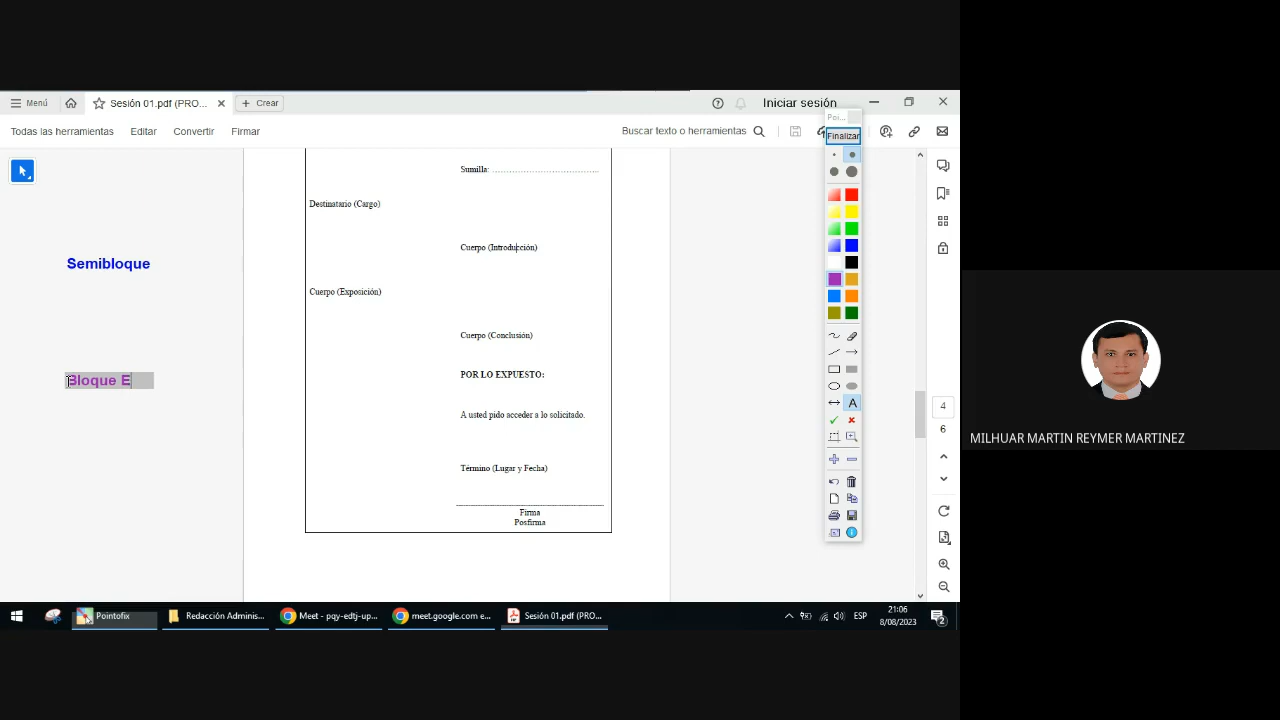 Menú
Sesión 01.pdf (PRO...
Crear
Iniciar sesión
Todas las herramientas
Editar
Convertir
Firmar
Buscar texto o herramientas
Poi...
Finalizar
Sumilla: ........................................
Destinatario (Cargo)
Cuerpo (Introducción)
Semibloque
Cuerpo (Exposición)
Cuerpo (Conclusión)
POR LO EXPUESTO:
Bloque E
A usted pido acceder a lo solicitado.
Término (Lugar y Fecha)
Firma
Posfirma
A
4
6
MILHUAR MARTIN REYMER MARTINEZ
Pointofix
Redacción Adminis...
Meet - pqy-edtj-up...
meet.google.com e...
Sesión 01.pdf (PRO...
ESP
21:06
8/08/2023
2